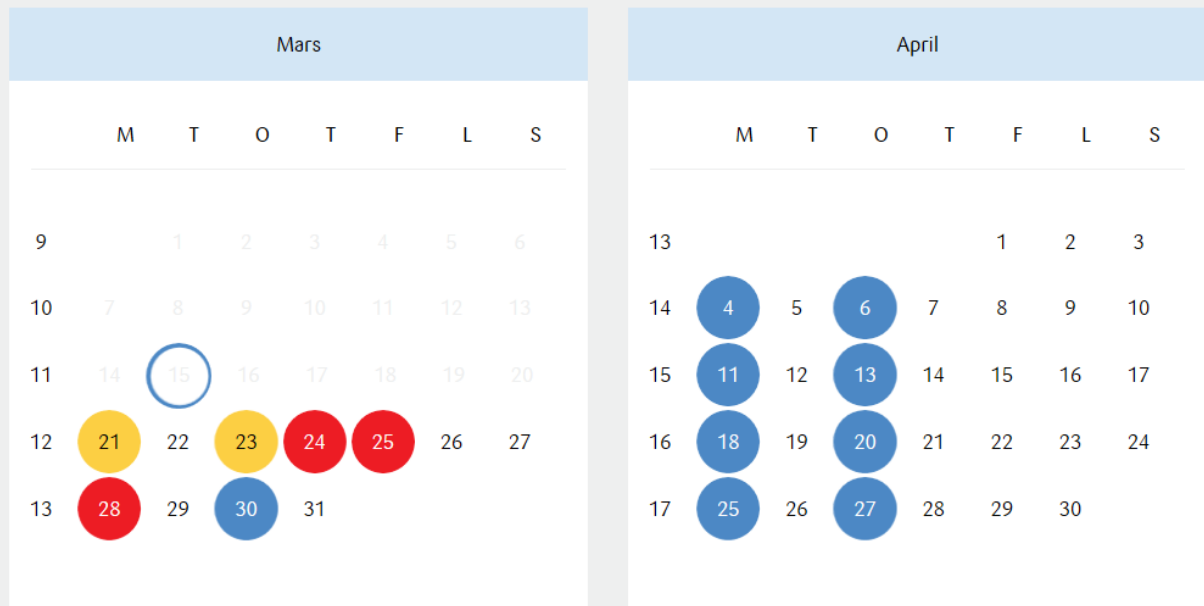 Mars
M T O T F L S
9 1 2 3 4 5 6
10 7 8 9 10 11 12 13
11 14 15 16 17 18 19 20
12 21 22 23 24 25 26 27
13 28 29 30 31
April
M T O T F L S
13 1 2 3
14 4 5 6 7 8 9 10
15 11 12 13 14 15 16 17
16 18 19 20 21 22 23 24
17 25 26 27 28 29 30